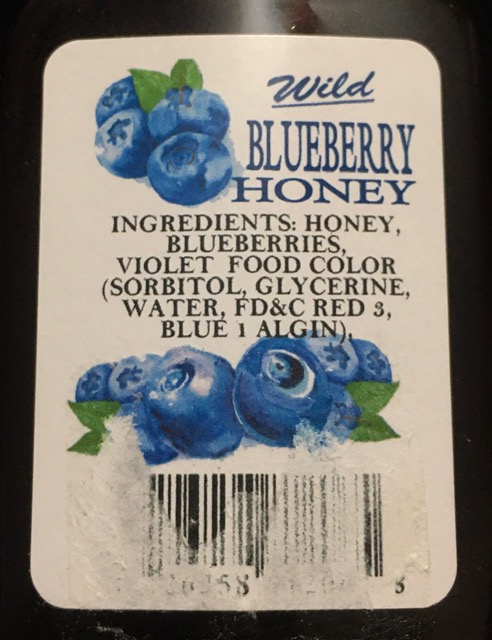 Wild
BLUEBERRY
HONEY
INGREDIENTS: HONEY,
BLUEBERRIES,
VIOLET FOOD COLOR
(SORBITOL, GLYCERINE,
WATER, FD&C RED 3,
BLUE 1 ALGIN),